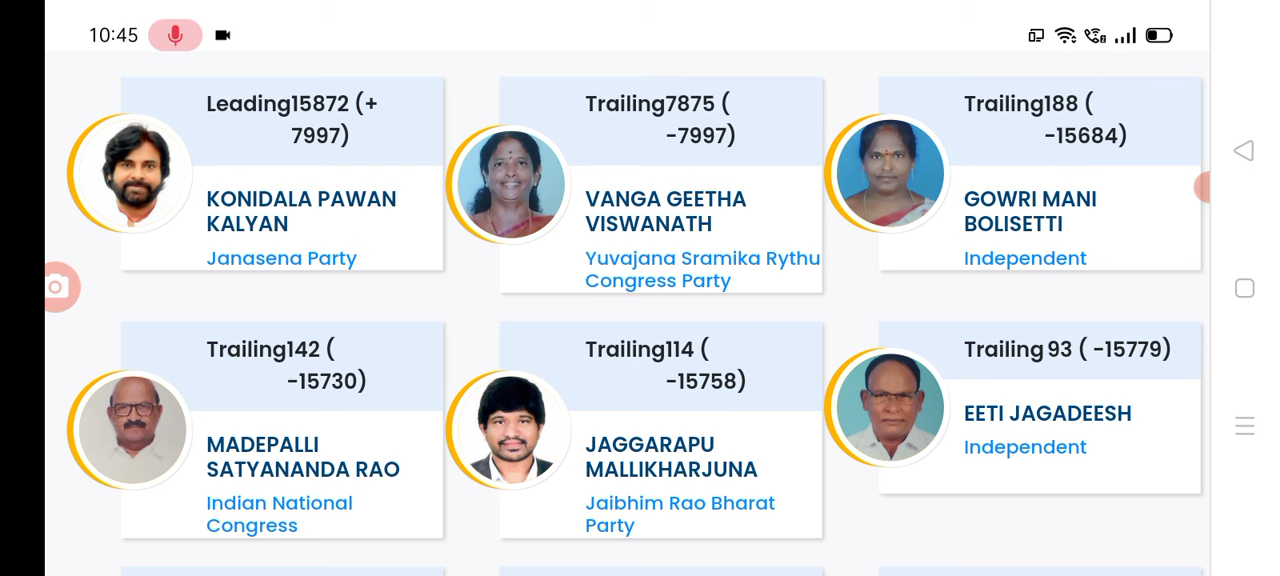 10:45
Leading15872 (+
7997)
KONIDALA PAWAN
KALYAN
Janasena Party
Trailing7875 (
-7997)
VANGA GEETHA
VISWANATH
Yuvajana Sramika Rythu
Congress Party
Trailing188 (
-15684)
GOWRI MANI
BOLISETTI
Independent
Trailing142 (
-15730)
MADEPALLI
SATYANANDA RAO
Indian National
Congress
Trailing114 (
-15758)
JAGGARAPU
MALLIKHARJUNA
Jaibhim Rao Bharat
Party
Trailing 93 ( -15779)
EETI JAGADEESH
Independent